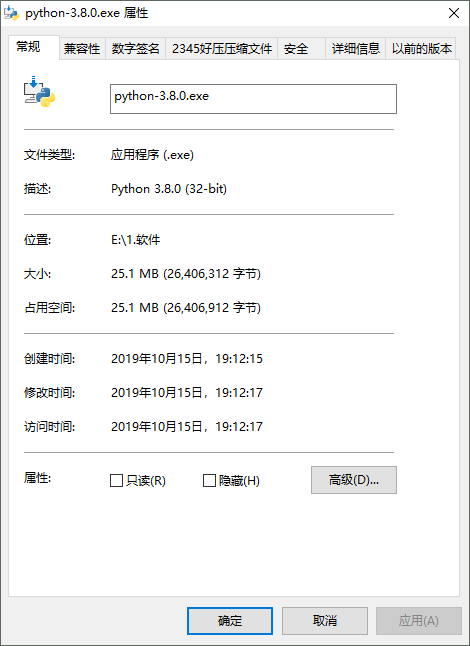 python-3.8.0.exe 属性
常规 兼容性 数字签名 2345好压压缩文件 安全 详细信息 以前的版本
python-3.8.0.exe
文件类型: 应用程序 (.exe)
描述: Python 3.8.0 (32-bit)
位置: E:\1.软件
大小: 25.1 MB (26,406,312 字节)
占用空间: 25.1 MB (26,406,912 字节)
创建时间: 2019年10月15日，19:12:15
修改时间: 2019年10月15日，19:12:17
访问时间: 2019年10月15日，19:12:17
属性: 只读(R) 隐藏(H) 高级(D)...
确定 取消 应用(A)